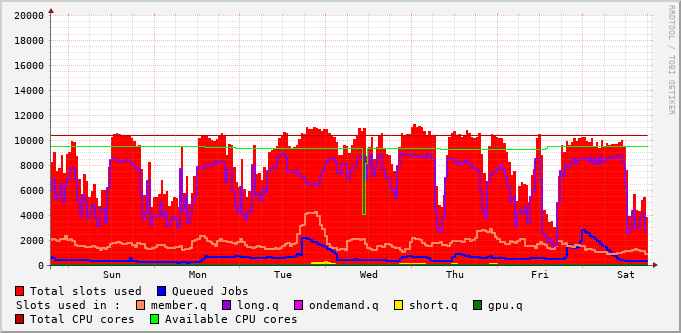 20000
18000
16000
14000
12000
10000
8000
6000
4000
2000
0
Sun Mon Tue Wed Thu Fri Sat
Total slots used Queued Jobs
Slots used in : member.q long.q ondemand.q short.q gpu.q
Total CPU cores Available CPU cores
RRDTOOL / TOBI OETIKER